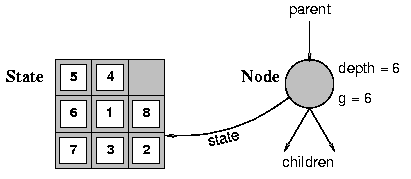 parent
State
5 4
Node
depth = 6
g = 6
6 1 8
state
7 3 2
children